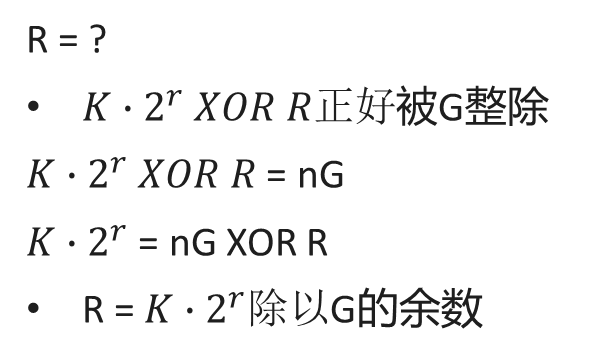 R = ?
• K · 2^r XOR R正好被G整除
K · 2^r XOR R = nG
K · 2^r = nG XOR R
• R = K · 2^r除以G的余数